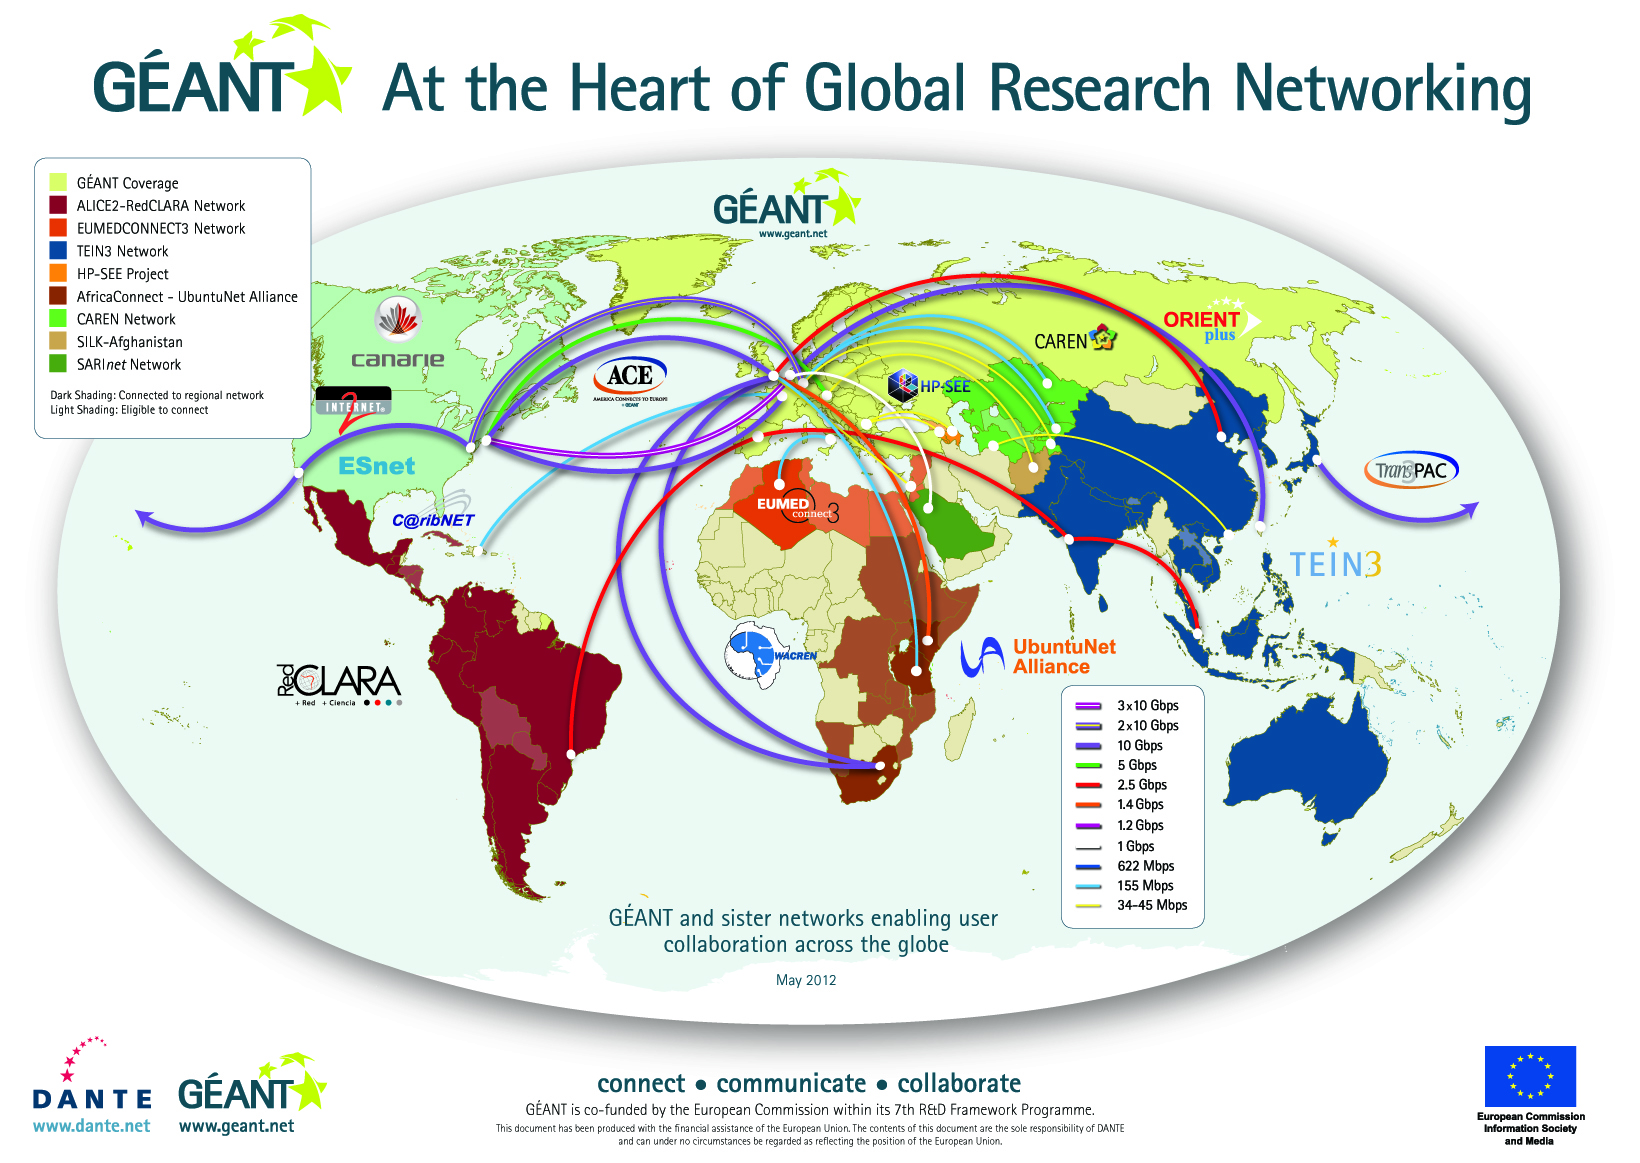 GÉANT At the Heart of Global Research Networking
GÉANT Coverage
ALICE2-RedCLARA Network
EUMEDCONNECT3 Network
TEIN3 Network
HP-SEE Project
AfricaConnect - UbuntuNet Alliance
CAREN Network
SILK-Afghanistan
SARInet Network
Dark Shading: Connected to regional network
Light Shading: Eligible to connect
GÉANT
www.geant.net
canarie
INTERNET2
ESnet
C@ribNET
ACE
AMERICA CONNECTS TO EUROPE
+ GÉANT
HP-SEE
CAREN
ORIENT
plus
TransPAC3
TEIN3
EUMED
connect3
WACREN
UbuntuNet
Alliance
RedCLARA
+ Red + Ciencia
3x10 Gbps
2x10 Gbps
10 Gbps
5 Gbps
2.5 Gbps
1.4 Gbps
1.2 Gbps
1 Gbps
622 Mbps
155 Mbps
34-45 Mbps
GÉANT and sister networks enabling user
collaboration across the globe
May 2012
DANTE
www.dante.net
GÉANT
www.geant.net
connect • communicate • collaborate
GÉANT is co-funded by the European Commission within its 7th R&D Framework Programme.
This document has been produced with the financial assistance of the European Union. The contents of this document are the sole responsibility of DANTE
and can under no circumstances be regarded as reflecting the position of the European Union.
European Commission
Information Society
and Media